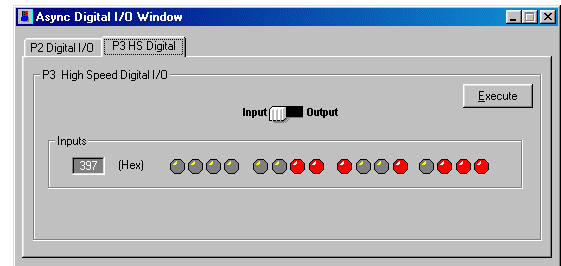 Async Digital I/O Window
P2 Digital I/O P3 HS Digital
P3 High Speed Digital I/O
Execute
Input Output
Inputs
397 (Hex)